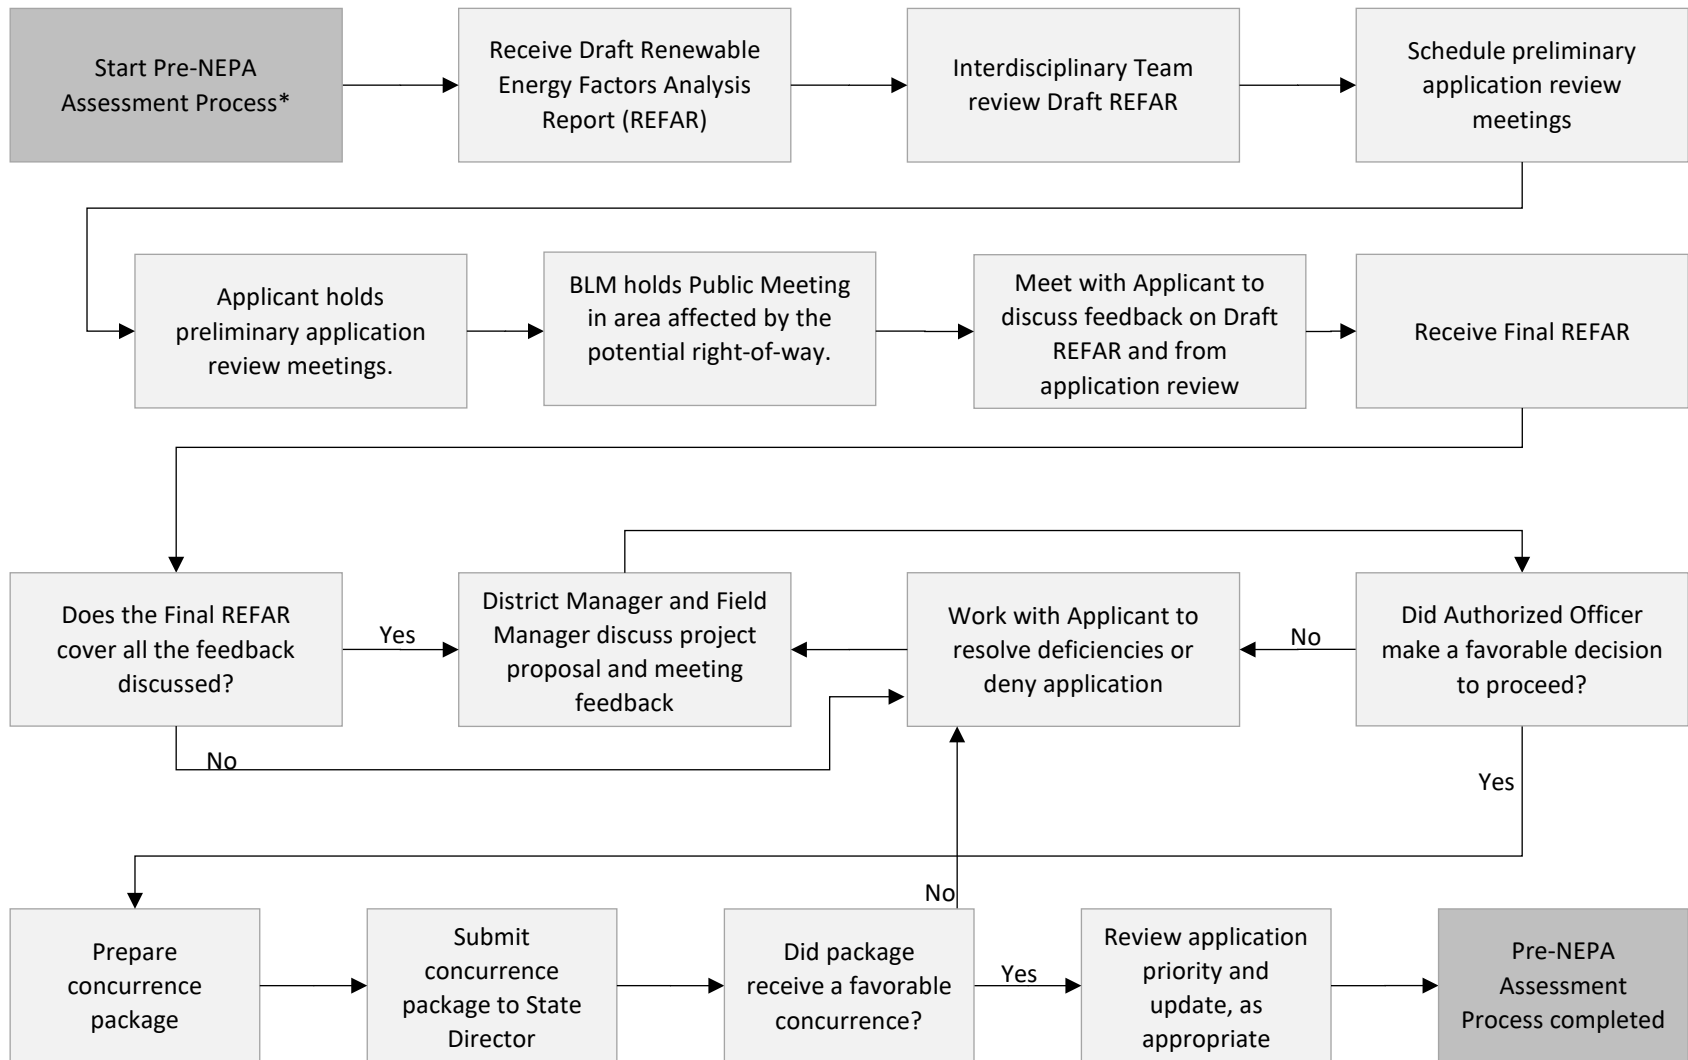 Start Pre-NEPA
Assessment Process*
Receive Draft Renewable
Energy Factors Analysis
Report (REFAR)
Interdisciplinary Team
review Draft REFAR
Schedule preliminary
application review
meetings
Applicant holds
preliminary application
review meetings.
BLM holds Public Meeting
in area affected by the
potential right-of-way.
Meet with Applicant to
discuss feedback on Draft
REFAR and from
application review
Receive Final REFAR
Does the Final REFAR
cover all the feedback
discussed?
Yes
No
District Manager and Field
Manager discuss project
proposal and meeting
feedback
Work with Applicant to
resolve deficiencies or
deny application
No
Did Authorized Officer
make a favorable decision
to proceed?
Yes
Prepare
concurrence
package
Submit
concurrence
package to State
Director
Did package
receive a favorable
concurrence?
No
Yes
Review application
priority and
update, as
appropriate
Pre-NEPA
Assessment
Process completed